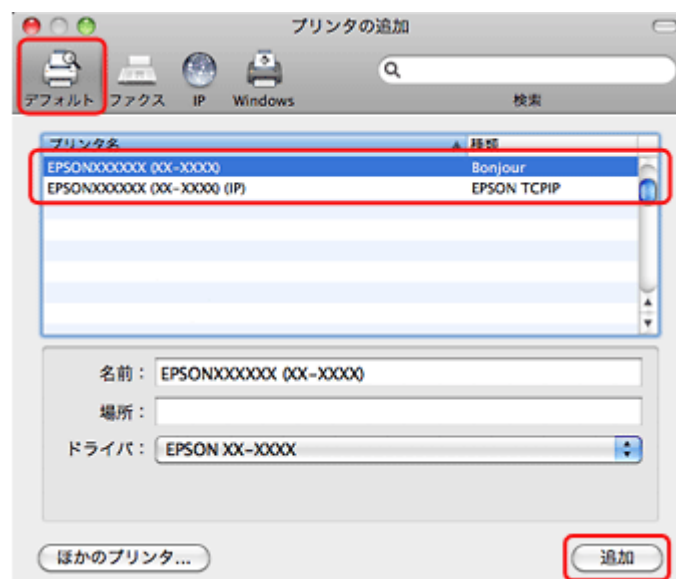 プリンタの追加
デフォルト ファクス IP Windows 検索
プリンタ名 種類
EPSONXXXXXX (XX-XXXX) Bonjour
EPSONXXXXXX (XX-XXXX) (IP) EPSON TCPIP
名前： EPSONXXXXXX (XX-XXXX)
場所：
ドライバ： EPSON XX-XXXX
ほかのプリンタ... 追加